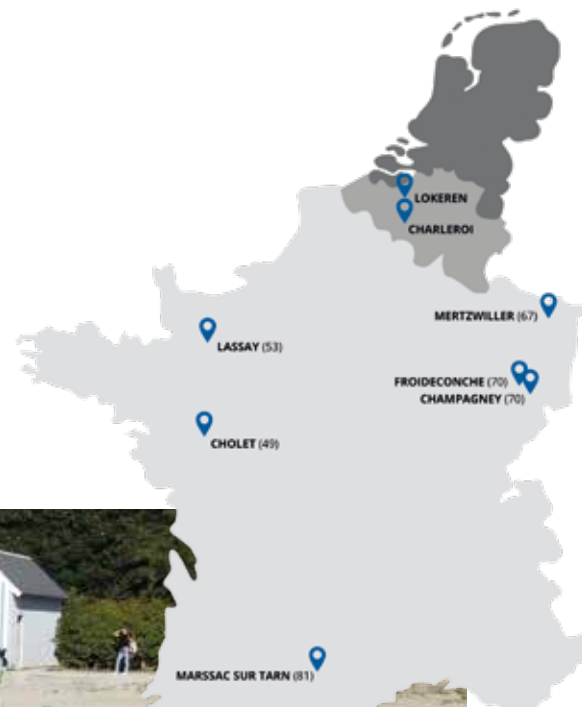 LOKEREN
CHARLEROI
MERTZWILLER (67)
LASSAY (53)
FROIDECONCHE (70)
CHAMPAGNEY (70)
CHOLET (49)
MARSSAC SUR TARN (81)